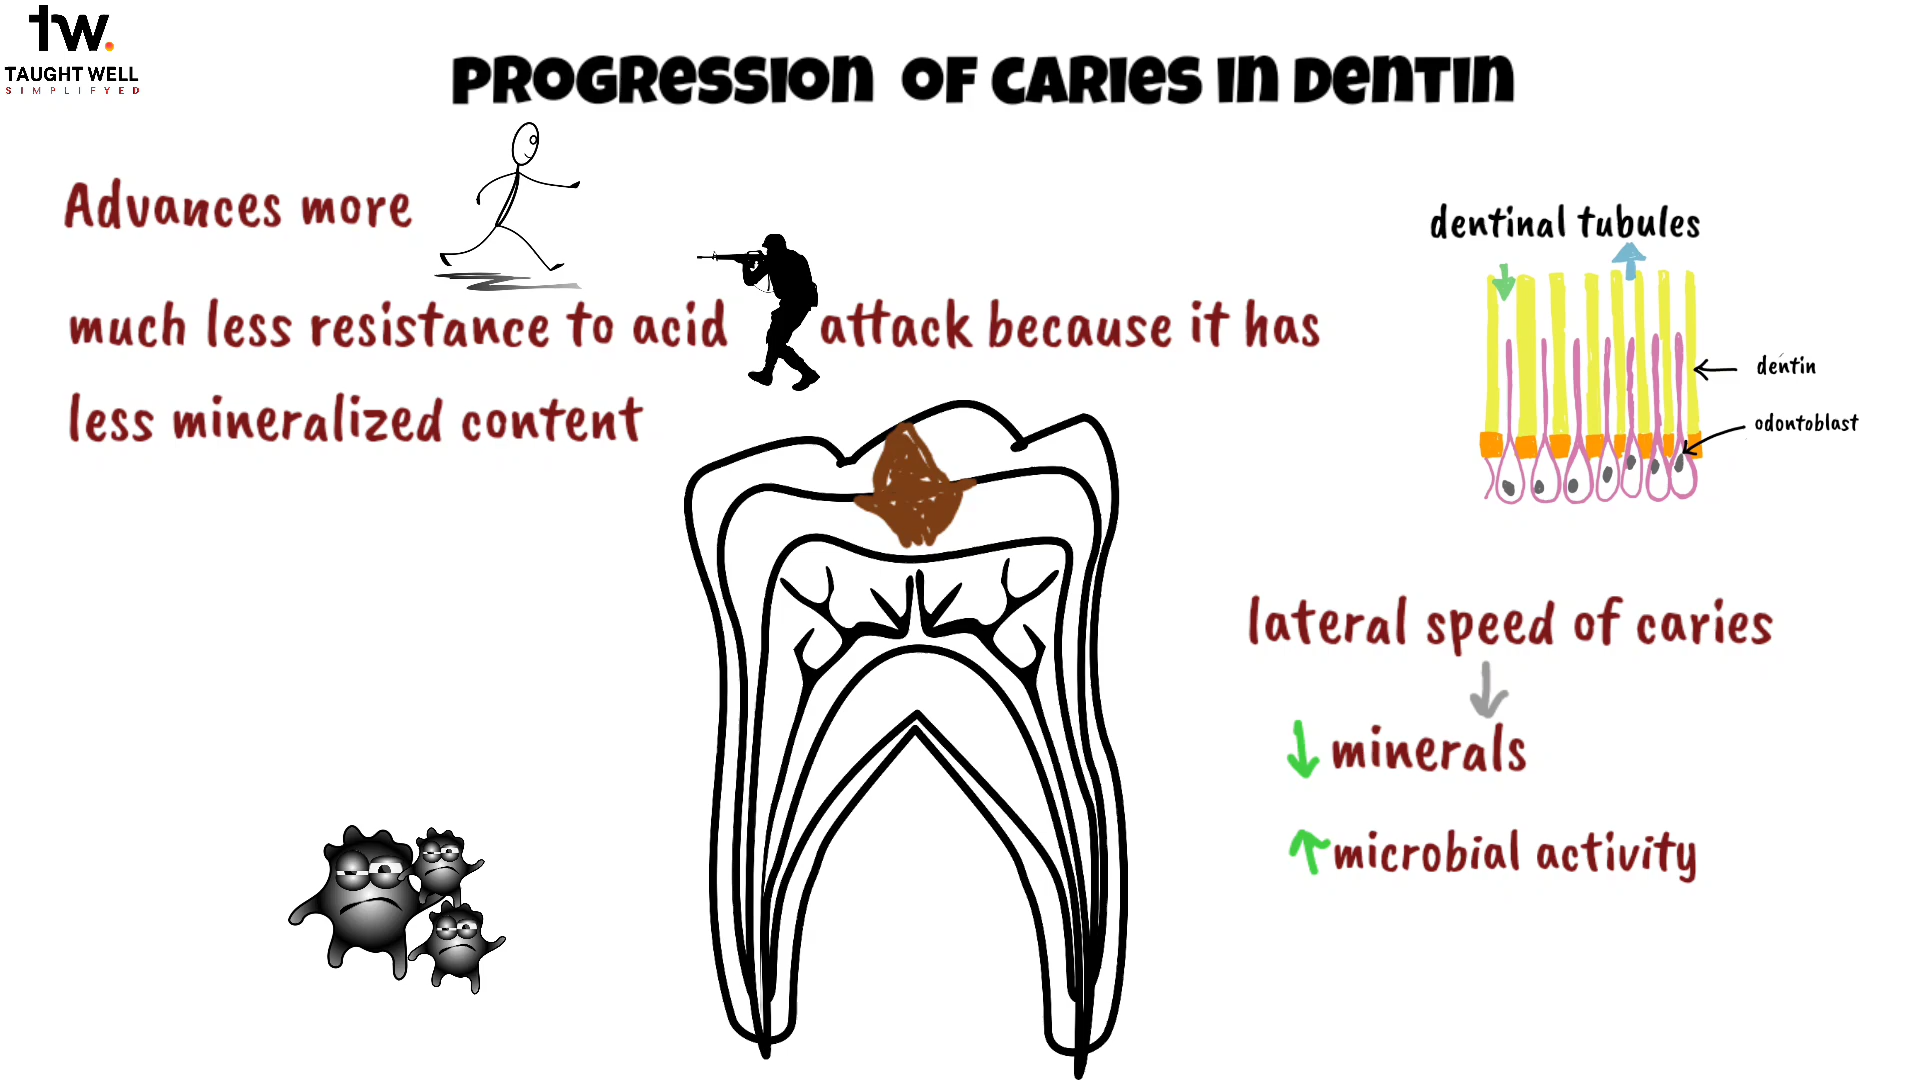 tw.
TAUGHT WELL
SIMPLIFYED
PROGRESSION OF CARIES IN DENTIN
Advances more
much less resistance to acid attack because it has
less mineralized content
dentinal tubules
dentin
odontoblast
lateral speed of caries
minerals
microbial activity